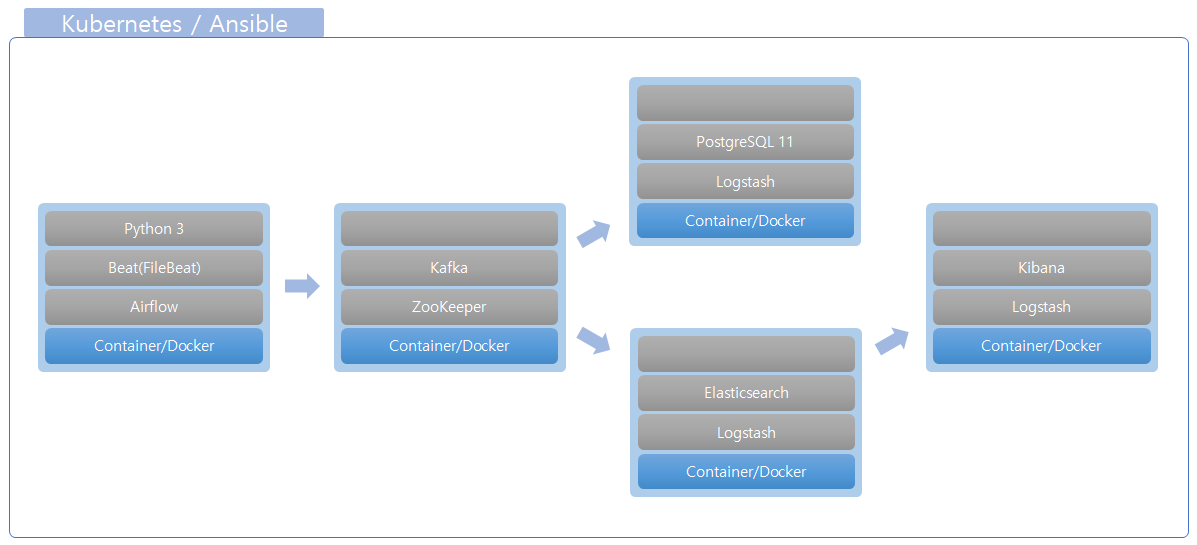 Kubernetes / Ansible
Python 3
Beat(FileBeat)
Airflow
Container/Docker
Kafka
ZooKeeper
Container/Docker
PostgreSQL 11
Logstash
Container/Docker
Elasticsearch
Logstash
Container/Docker
Kibana
Logstash
Container/Docker